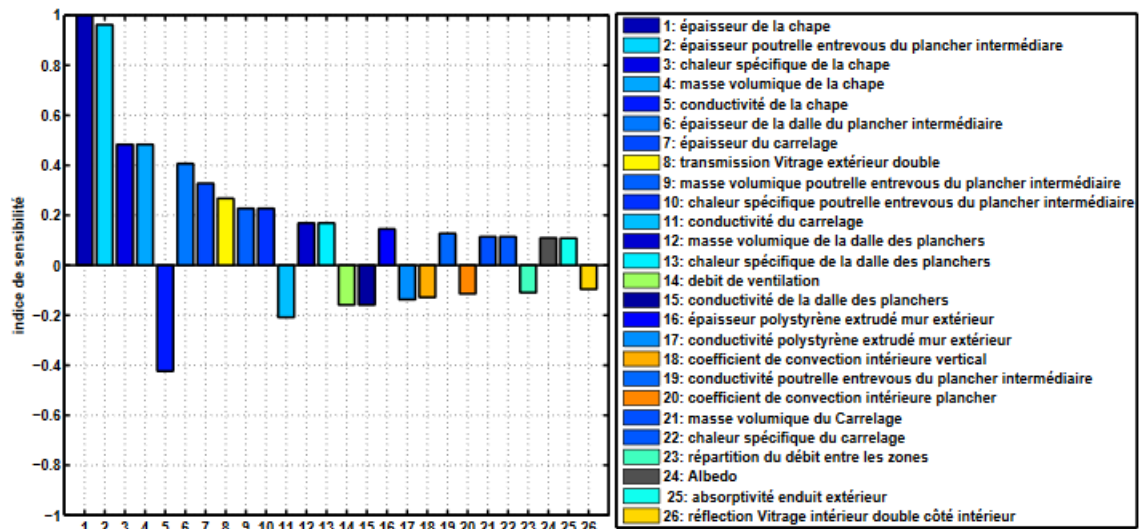 indice de sensibilité
1
0.8
0.6
0.4
0.2
0
−0.2
−0.4
−0.6
−0.8
−1
1 2 3 4 5 6 7 8 9 10 11 12 13 14 15 16 17 18 19 20 21 22 23 24 25 26
1: épaisseur de la chape
2: épaisseur poutrelle entrevous du plancher intermédiare
3: chaleur spécifique de la chape
4: masse volumique de la chape
5: conductivité de la chape
6: épaisseur de la dalle du plancher intermédiaire
7: épaisseur du carrelage
8: transmission Vitrage extérieur double
9: masse volumique poutrelle entrevous du plancher intermédiaire
10: chaleur spécifique poutrelle entrevous du plancher intermédiaire
11: conductivité du carrelage
12: masse volumique de la dalle des planchers
13: chaleur spécifique de la dalle des planchers
14: debit de ventilation
15: conductivité de la dalle des planchers
16: épaisseur polystyrène extrudé mur extérieur
17: conductivité polystyrène extrudé mur extérieur
18: coefficient de convection intérieure vertical
19: conductivité poutrelle entrevous du plancher intermédiaire
20: coefficient de convection intérieure plancher
21: masse volumique du Carrelage
22: chaleur spécifique du carrelage
23: répartition du débit entre les zones
24: Albedo
25: absorptivité enduit extérieur
26: réflection Vitrage intérieur double côté intérieur